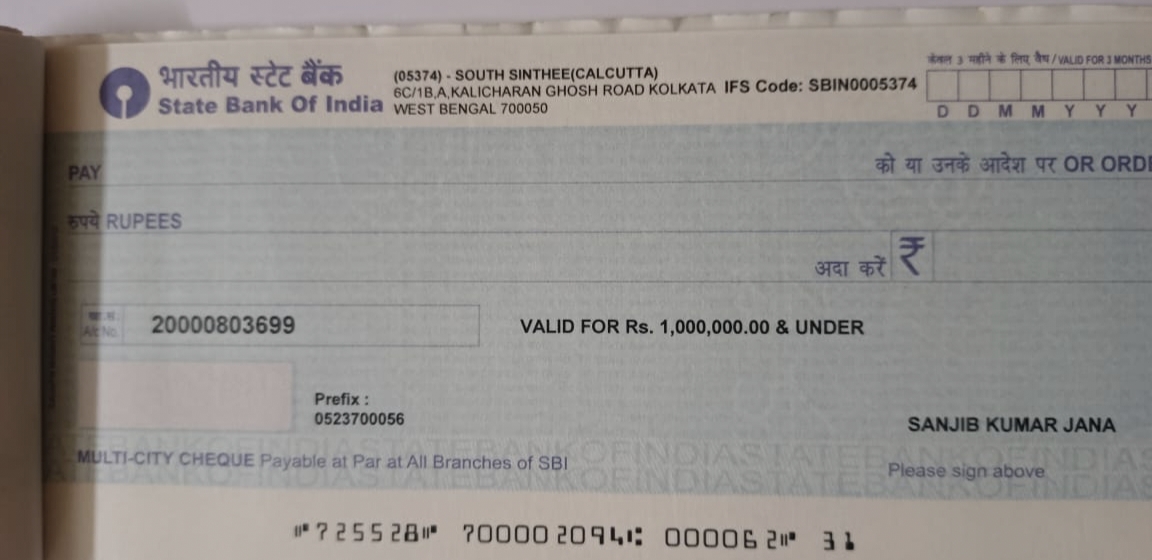 भारतीय स्टेट बैंक
State Bank Of India
(05374) - SOUTH SINTHEE(CALCUTTA)
6C/1B,A,KALICHARAN GHOSH ROAD KOLKATA IFS Code: SBIN0005374
WEST BENGAL 700050
केवल 3 महीने के लिए वैध / VALID FOR 3 MONTHS
D D M M Y Y Y
PAY
को या उनके आदेश पर OR ORDE
रुपये RUPEES
अदा करें ₹
A/c No. 20000803699
VALID FOR Rs. 1,000,000.00 & UNDER
Prefix :
0523700056
SANJIB KUMAR JANA
MULTI-CITY CHEQUE Payable at Par at All Branches of SBI
Please sign above
⑈725528⑈ 700002094⑆ 000062⑈ 31